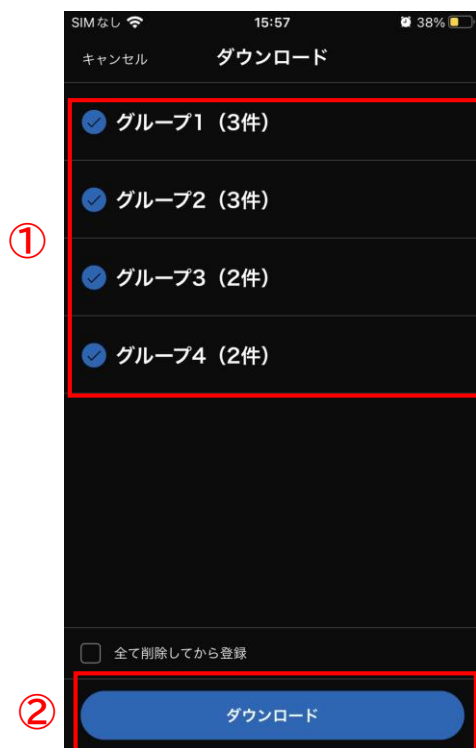 SIMなし 15:57 38%
キャンセル ダウンロード
グループ1（3件）
グループ2（3件）
①
グループ3（2件）
グループ4（2件）
全て削除してから登録
② ダウンロード